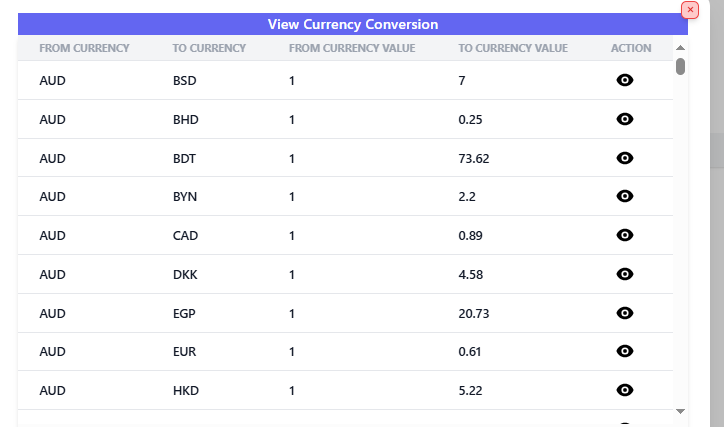 View Currency Conversion
FROM CURRENCY TO CURRENCY FROM CURRENCY VALUE TO CURRENCY VALUE ACTION
AUD BSD 1 7
AUD BHD 1 0.25
AUD BDT 1 73.62
AUD BYN 1 2.2
AUD CAD 1 0.89
AUD DKK 1 4.58
AUD EGP 1 20.73
AUD EUR 1 0.61
AUD HKD 1 5.22